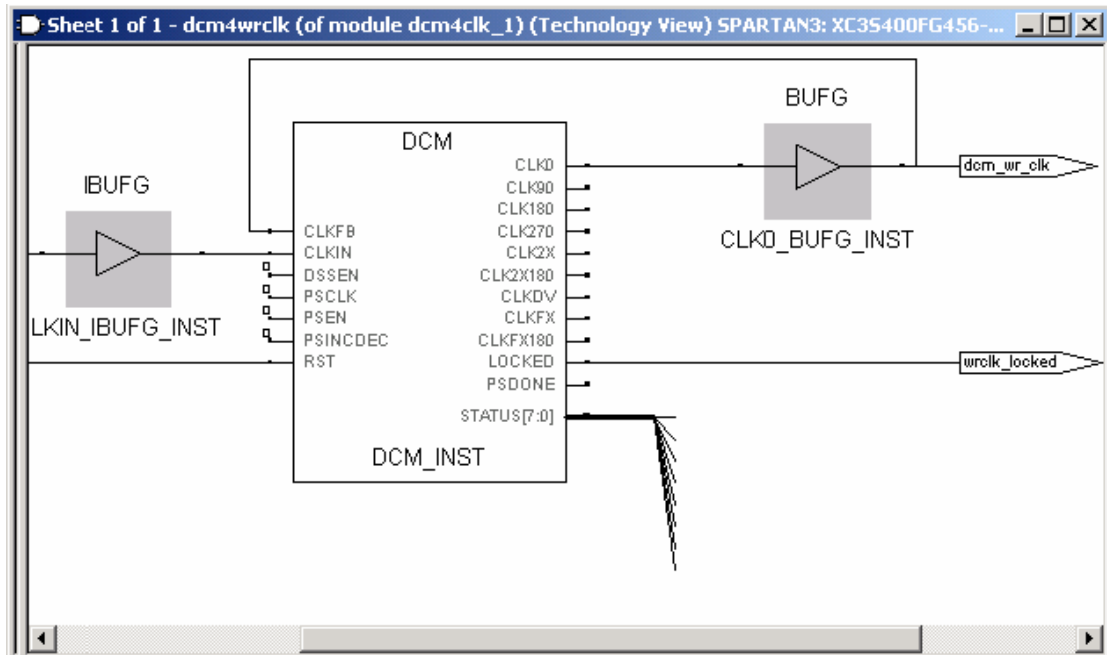 Sheet 1 of 1 - dcm4wrclk (of module dcm4clk_1) (Technology View) SPARTAN3: XC3S400FG456-...
BUFG
DCM
CLK0
dcm_wr_clk
IBUFG
CLK90
CLK180
CLKFB
CLK270
CLK0_BUFG_INST
CLKIN
CLK2X
DSSEN
CLK2X180
PSCLK
CLKDV
PSEN
CLKFX
LKIN_IBUFG_INST
PSINCDEC
CLKFX180
RST
LOCKED
wrclk_locked
PSDONE
STATUS[7:0]
DCM_INST